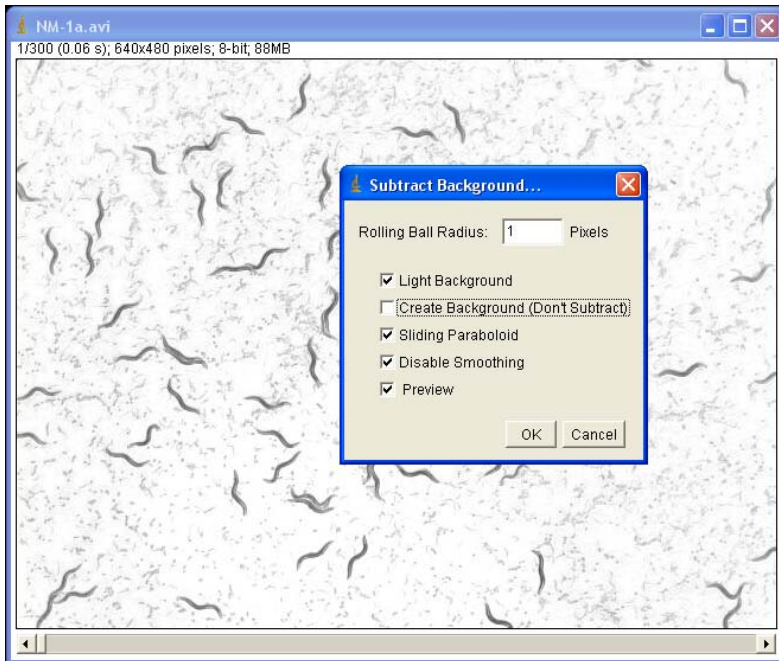 NM-1a.avi
1/300 (0.06 s); 640x480 pixels; 8-bit; 88MB
Subtract Background...
Rolling Ball Radius: 1 Pixels
Light Background
Create Background (Don't Subtract)
Sliding Paraboloid
Disable Smoothing
Preview
OK Cancel